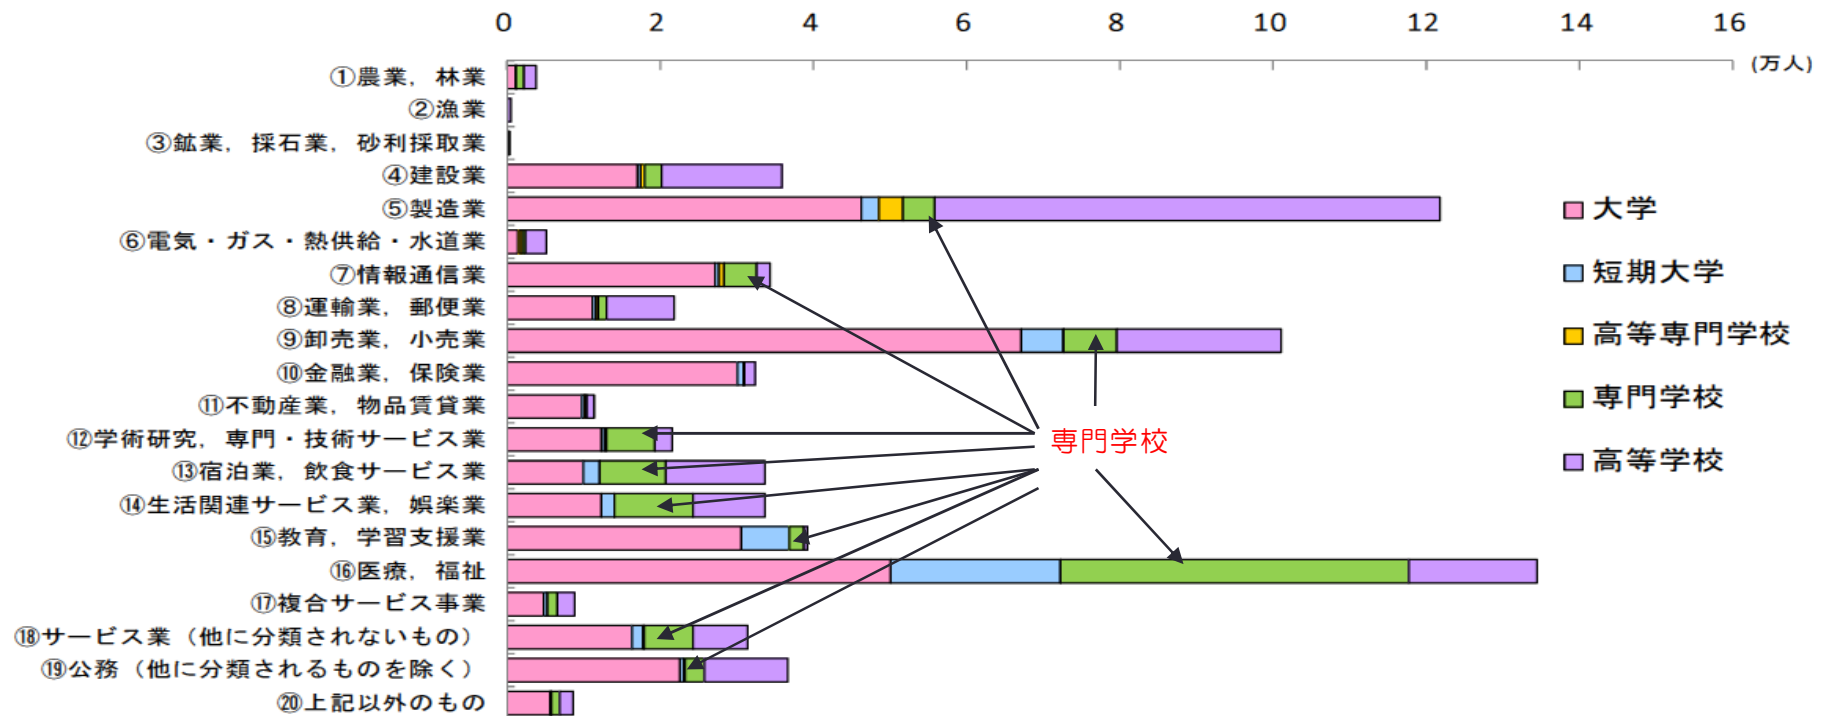 0 2 4 6 8 10 12 14 16
(万人)
①農業，林業
②漁業
③鉱業，採石業，砂利採取業
④建設業
⑤製造業
⑥電気・ガス・熱供給・水道業
⑦情報通信業
⑧運輸業，郵便業
⑨卸売業，小売業
⑩金融業，保険業
⑪不動産業，物品賃貸業
⑫学術研究，専門・技術サービス業
⑬宿泊業，飲食サービス業
⑭生活関連サービス業，娯楽業
⑮教育，学習支援業
⑯医療，福祉
⑰複合サービス事業
⑱サービス業（他に分類されないもの）
⑲公務（他に分類されるものを除く）
⑳上記以外のもの
専門学校
大学
短期大学
高等専門学校
専門学校
高等学校